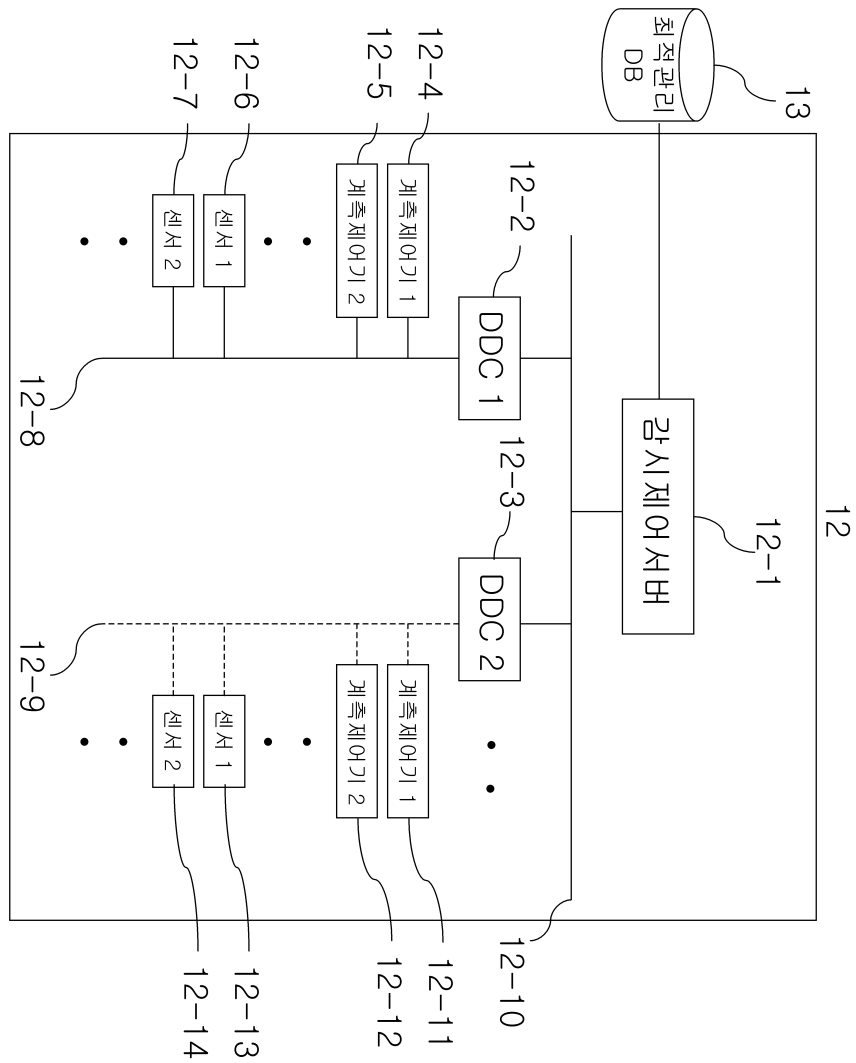 12
13
최적관리
DB
12-1
감시제어서버
12-10
12-2
DDC 1
12-3
DDC 2
12-4
계측제어기 1
12-5
계측제어기 2
12-6
센서 1
12-7
센서 2
12-8
12-11
계측제어기 1
12-12
계측제어기 2
12-13
센서 1
12-14
센서 2
12-9